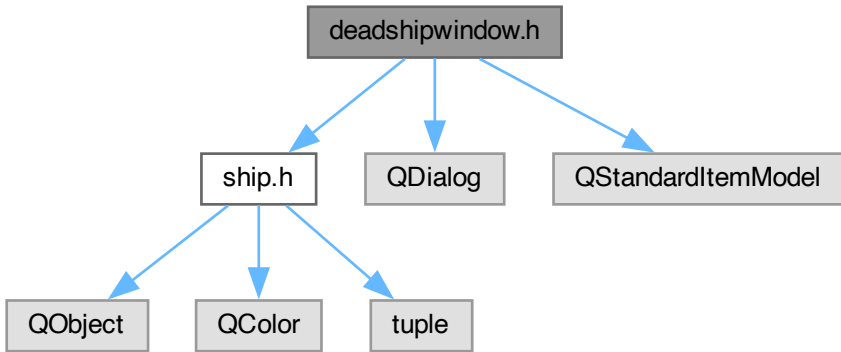 deadshipwindow.h
ship.h
QDialog
QStandardItemModel
QObject
QColor
tuple